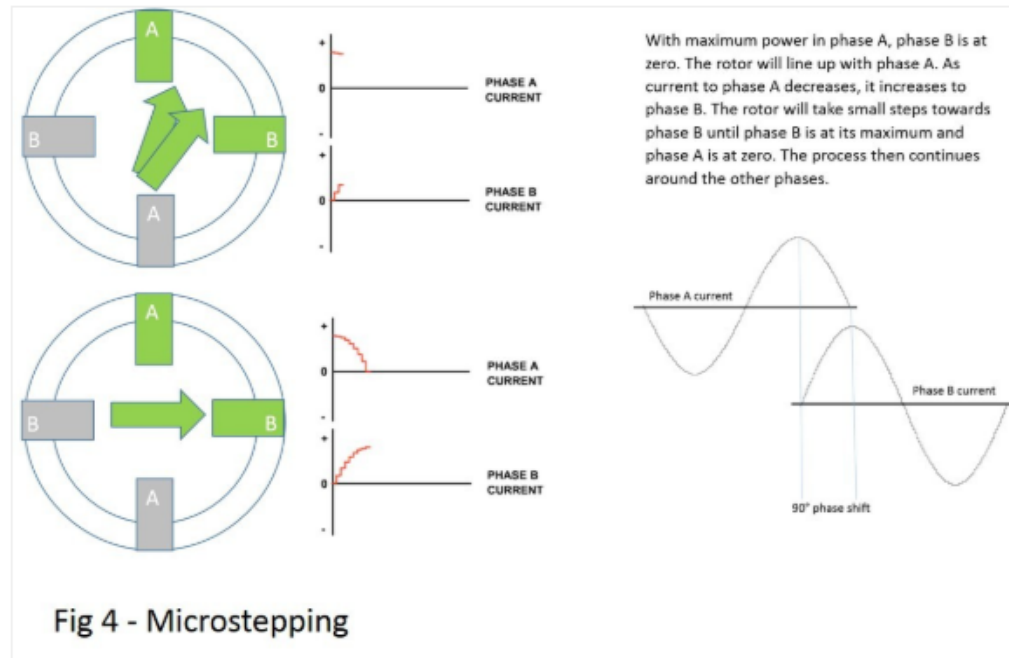 A
B
B
A
+
0
-
PHASE A
CURRENT
+
0
-
PHASE B
CURRENT
With maximum power in phase A, phase B is at
zero. The rotor will line up with phase A. As
current to phase A decreases, it increases to
phase B. The rotor will take small steps towards
phase B until phase B is at its maximum and
phase A is at zero. The process then continues
around the other phases.
A
B
B
A
+
0
-
PHASE A
CURRENT
+
0
-
PHASE B
CURRENT
Phase A current
Phase B current
90° phase shift
Fig 4 - Microstepping